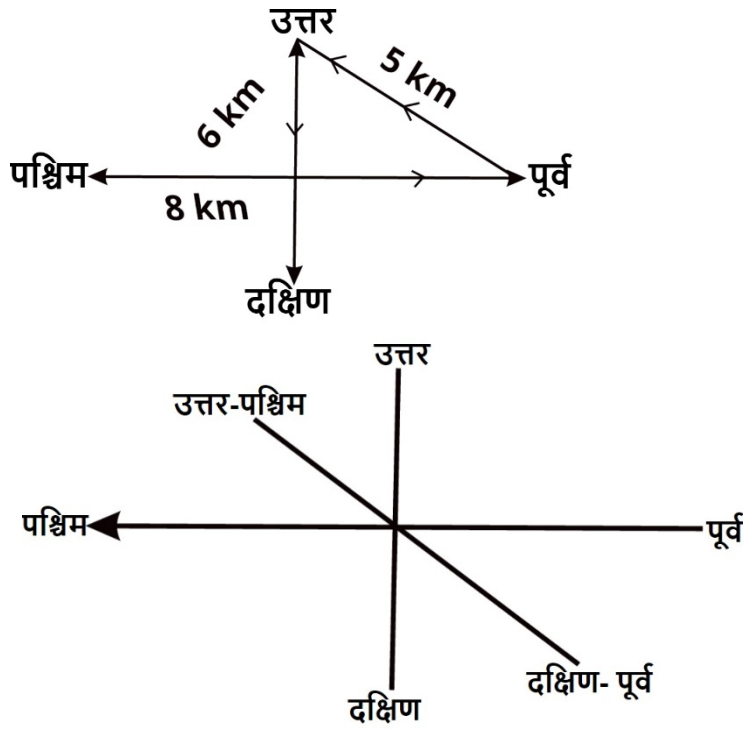 उत्तर
5 km
6 km
पश्चिम
पूर्व
8 km
दक्षिण
उत्तर
उत्तर-पश्चिम
पश्चिम
पूर्व
दक्षिण- पूर्व
दक्षिण